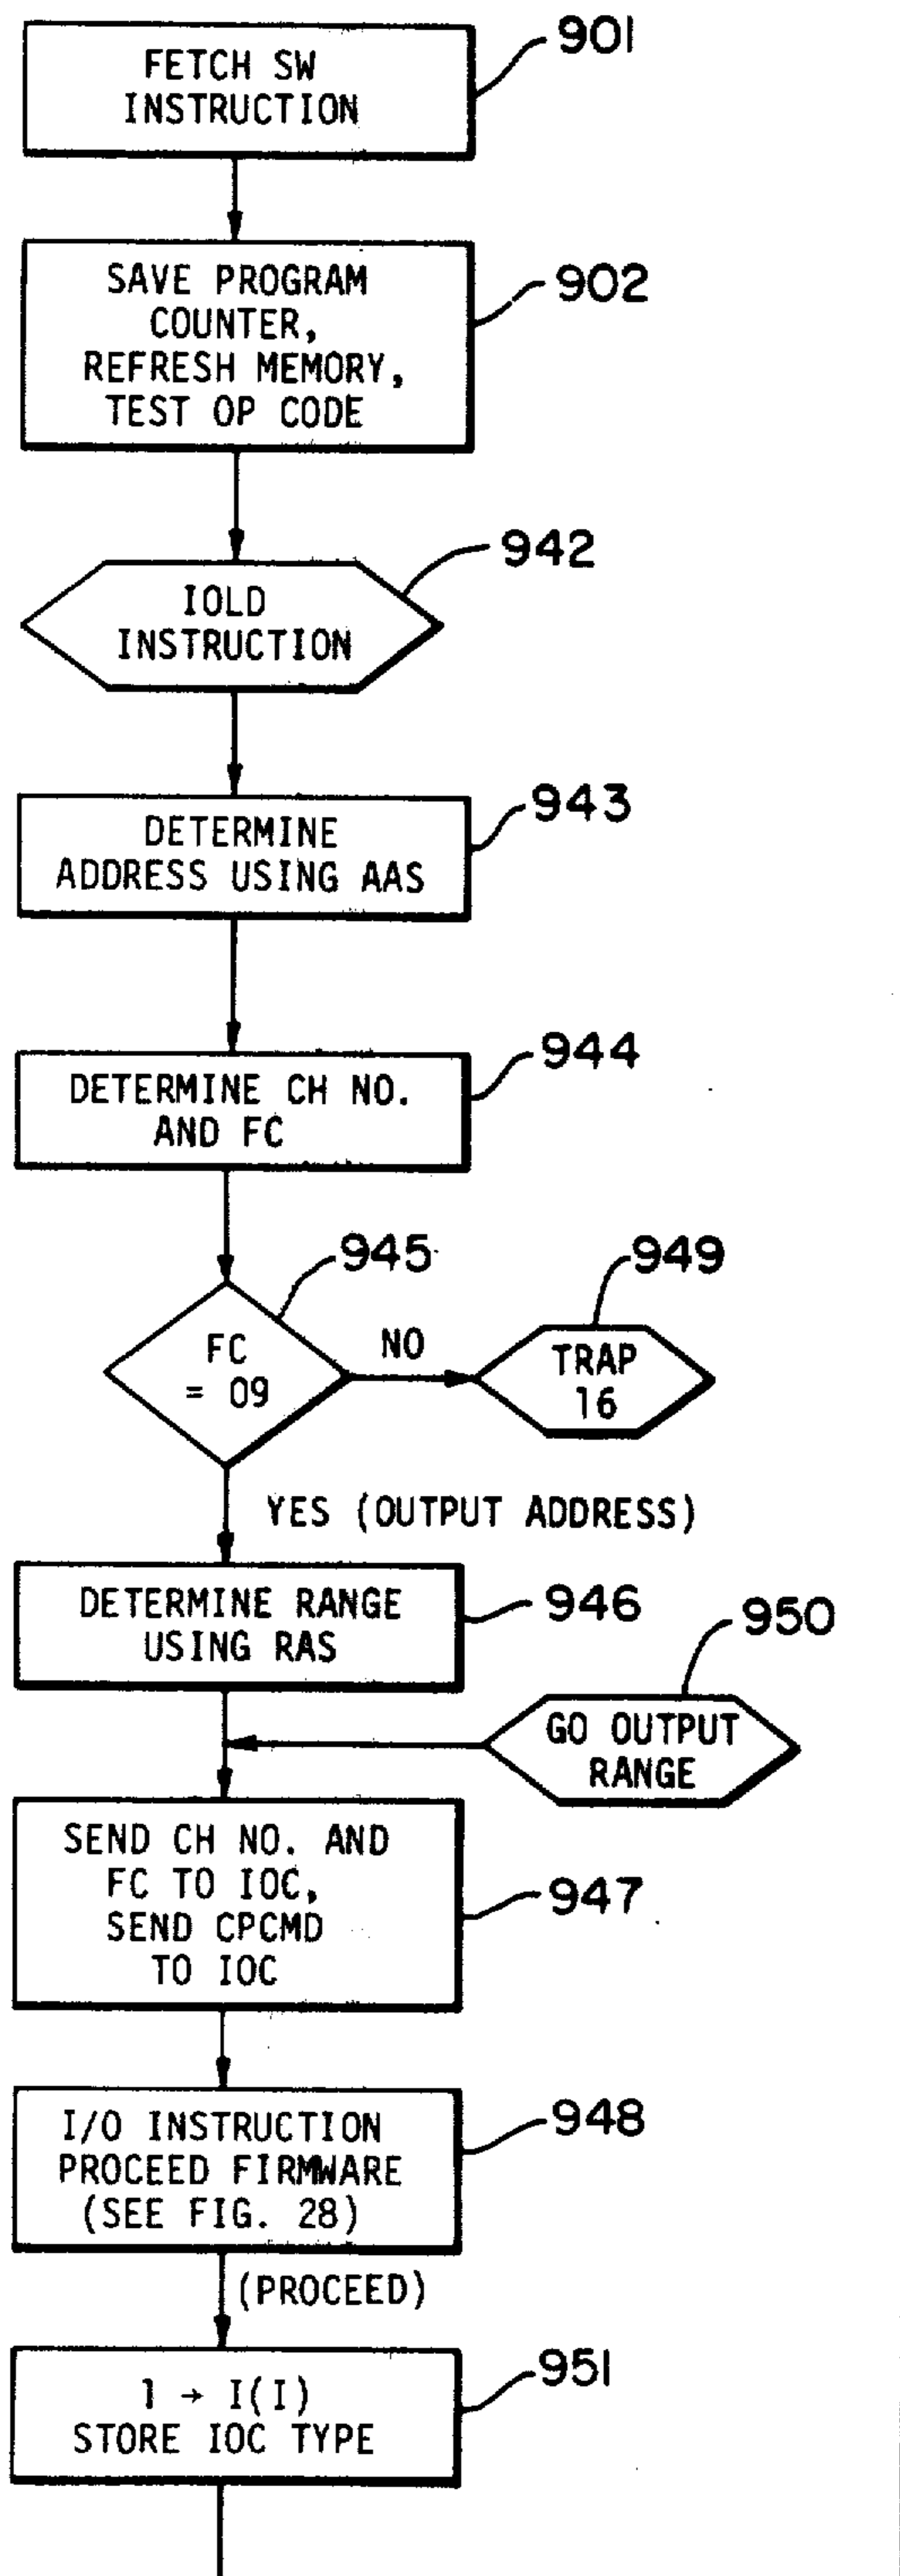 FETCH SW
INSTRUCTION
901
SAVE PROGRAM
COUNTER,
REFRESH MEMORY,
TEST OP CODE
902
IOLD
INSTRUCTION
942
DETERMINE
ADDRESS USING AAS
943
DETERMINE CH NO.
AND FC
944
FC
= 09
945
NO
TRAP
16
949
YES (OUTPUT ADDRESS)
DETERMINE RANGE
USING RAS
946
GO OUTPUT
RANGE
950
SEND CH NO. AND
FC TO IOC,
SEND CPCMD
TO IOC
947
I/O INSTRUCTION
PROCEED FIRMWARE
(SEE FIG. 28)
948
(PROCEED)
1 → I(I)
STORE IOC TYPE
951